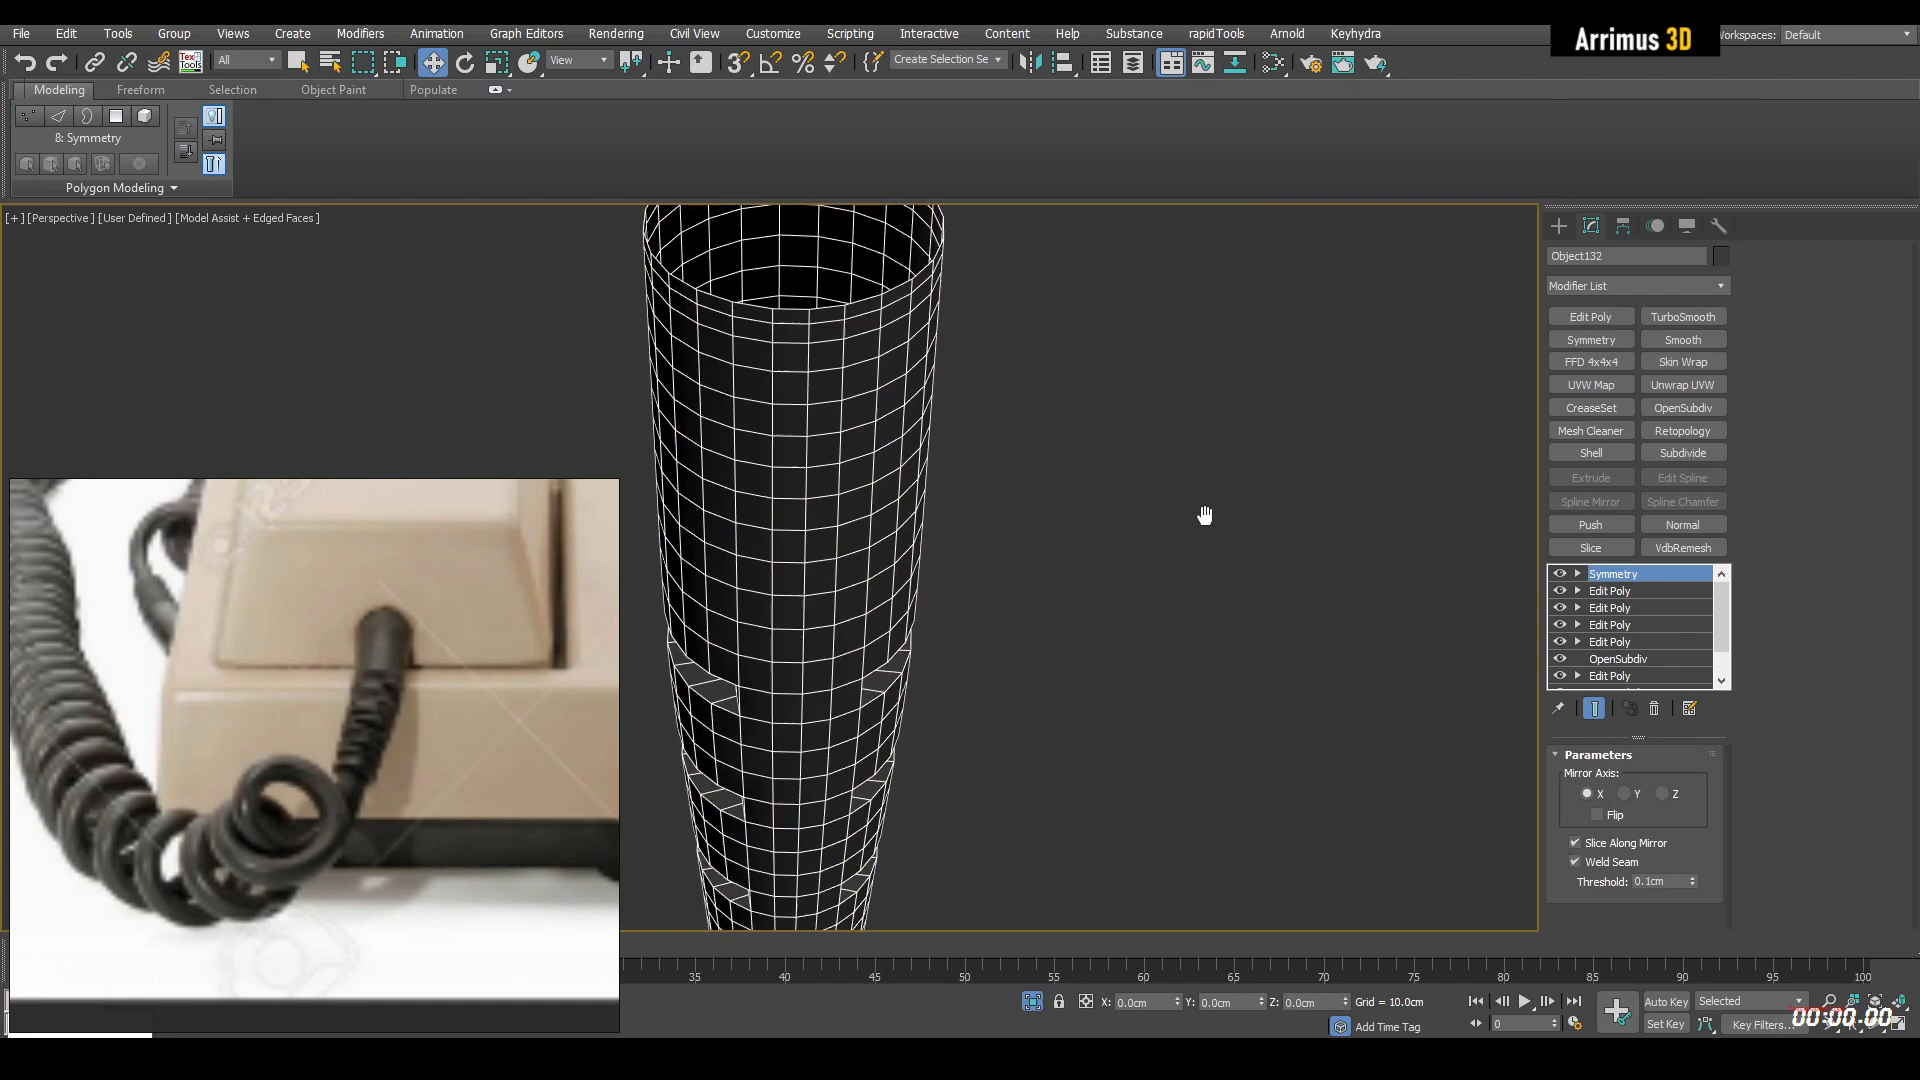 Arrimus 3D
File Edit Tools Group Views Create Modifiers Animation Graph Editors Rendering Civil View Customize Scripting Interactive Content Help Substance rapidTools Arnold Keyhydra
orkspaces: Default
All View Create Selection Se
Modeling Freeform Selection Object Paint Populate
8: Symmetry
Polygon Modeling
[+] [Perspective ] [User Defined ] [Model Assist + Edged Faces ]
Object132
Modifier List
Edit Poly TurboSmooth
Symmetry Smooth
FFD 4x4x4 Skin Wrap
UVW Map Unwrap UVW
CreaseSet OpenSubdiv
Mesh Cleaner Retopology
Shell Subdivide
Extrude Edit Spline
Spline Mirror Spline Chamfer
Push Normal
Slice VdbRemesh
Symmetry
Edit Poly
Edit Poly
Edit Poly
Edit Poly
OpenSubdiv
Edit Poly
Parameters
Mirror Axis:
X Y Z
Flip
Slice Along Mirror
Weld Seam
Threshold: 0.1cm
35 40 45 50 55 60 65 70 75 80 85 90 95 100
X: 0.0cm Y: 0.0cm Z: 0.0cm Grid = 10.0cm
Auto Key Selected
Add Time Tag
0
Set Key Key Filters...
00:00.00